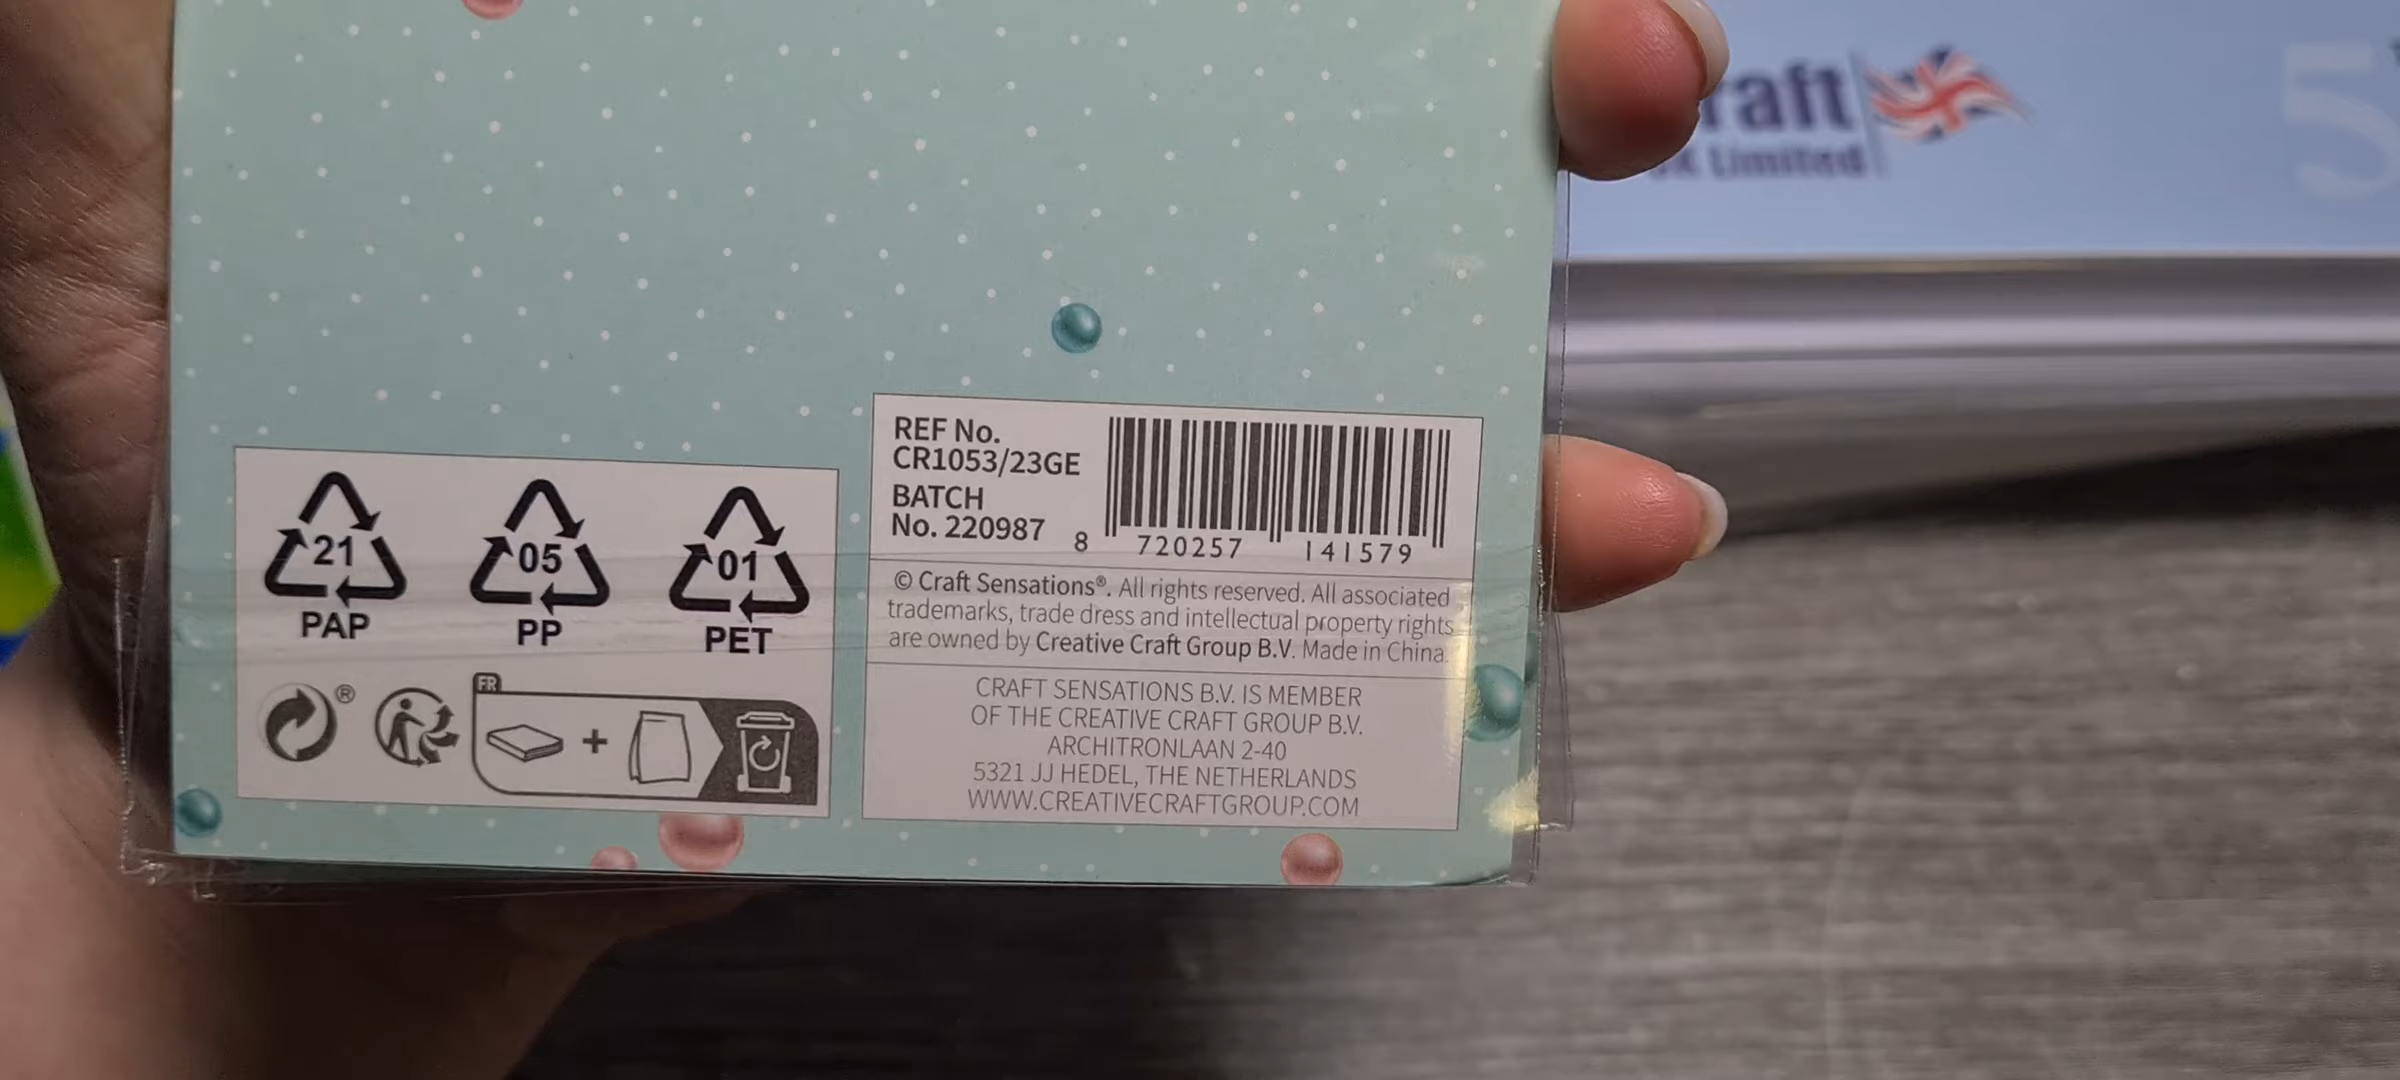 raft
Limited
5
REF No.
CR1053/23GE
BATCH
No. 220987
8 720257 141579
21
PAP
05
PP
01
PET
© Craft Sensations®. All rights reserved. All associated
trademarks, trade dress and intellectual property rights
are owned by Creative Craft Group B.V. Made in China.
®
FR
+
CRAFT SENSATIONS B.V. IS MEMBER
OF THE CREATIVE CRAFT GROUP B.V.
ARCHITRONLAAN 2-40
5321 JJ HEDEL, THE NETHERLANDS
WWW.CREATIVECRAFTGROUP.COM